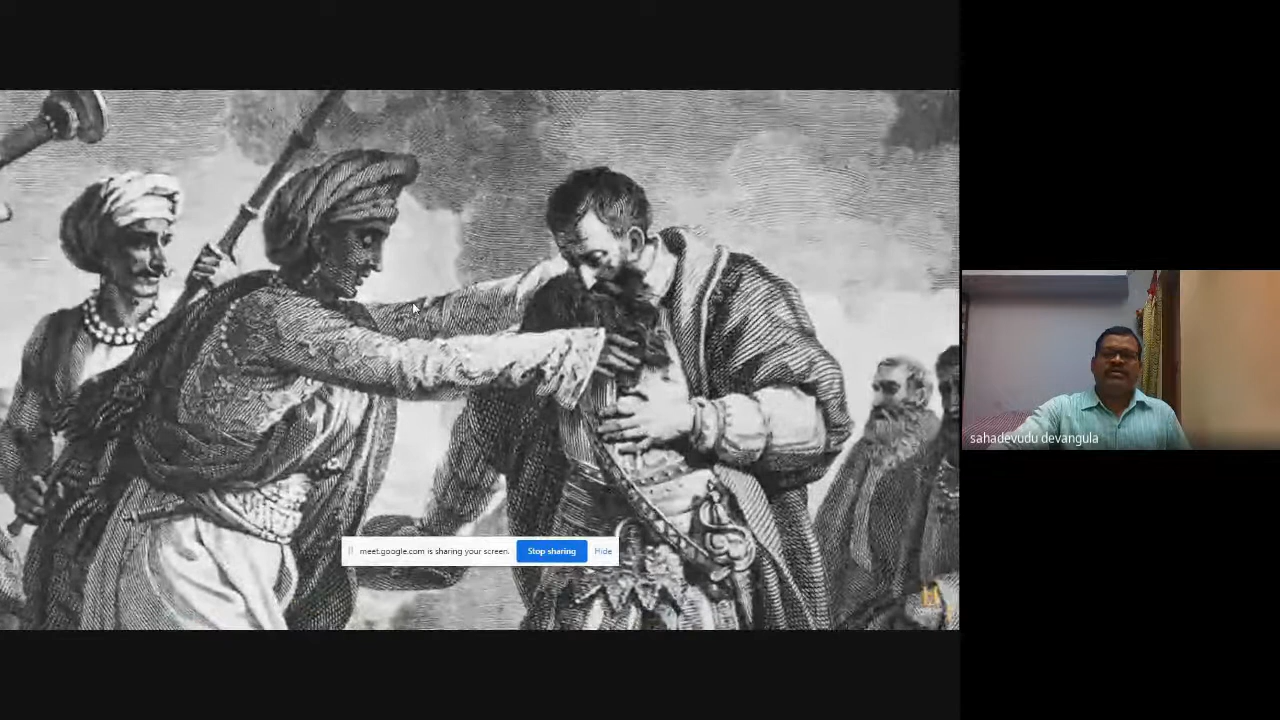 meet.google.com is sharing your screen.
Stop sharing
Hide
sahadevudu devangula